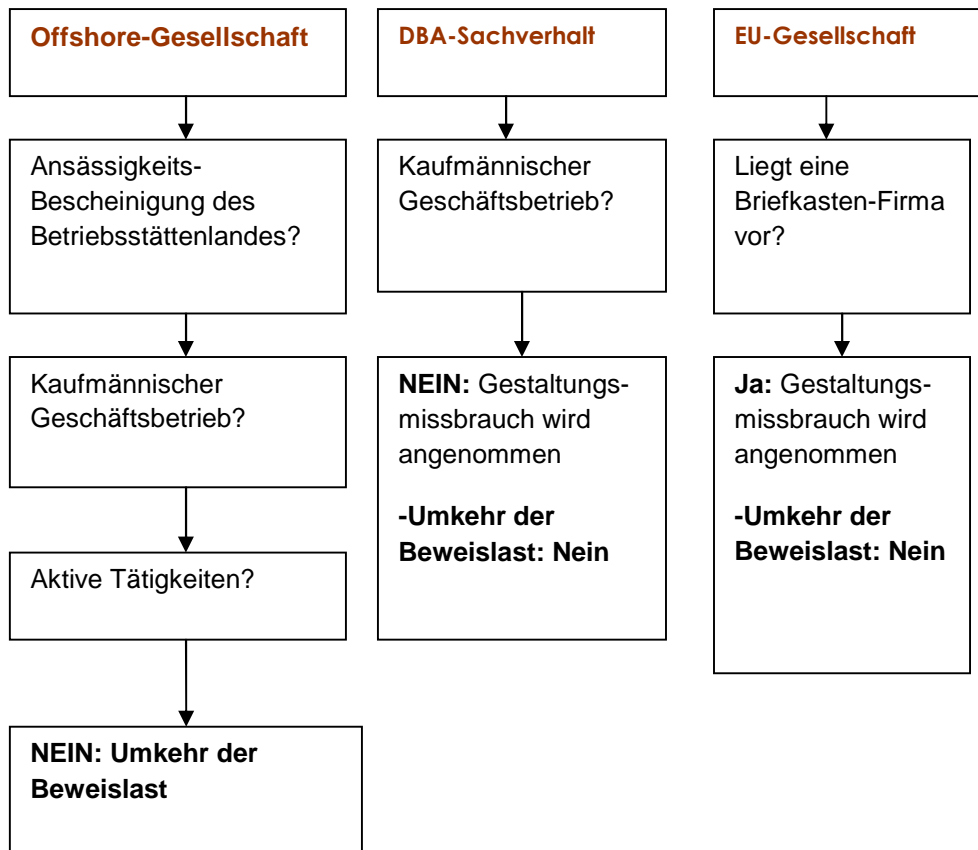 Offshore-Gesellschaft
Ansässigkeits-
Bescheinigung des
Betriebsstättenlandes?
Kaufmännischer
Geschäftsbetrieb?
Aktive Tätigkeiten?
NEIN: Umkehr der
Beweislast
DBA-Sachverhalt
Kaufmännischer
Geschäftsbetrieb?
NEIN: Gestaltungs-
missbrauch wird
angenommen
-Umkehr der
Beweislast: Nein
EU-Gesellschaft
Liegt eine
Briefkasten-Firma
vor?
Ja: Gestaltungs-
missbrauch wird
angenommen
-Umkehr der
Beweislast: Nein